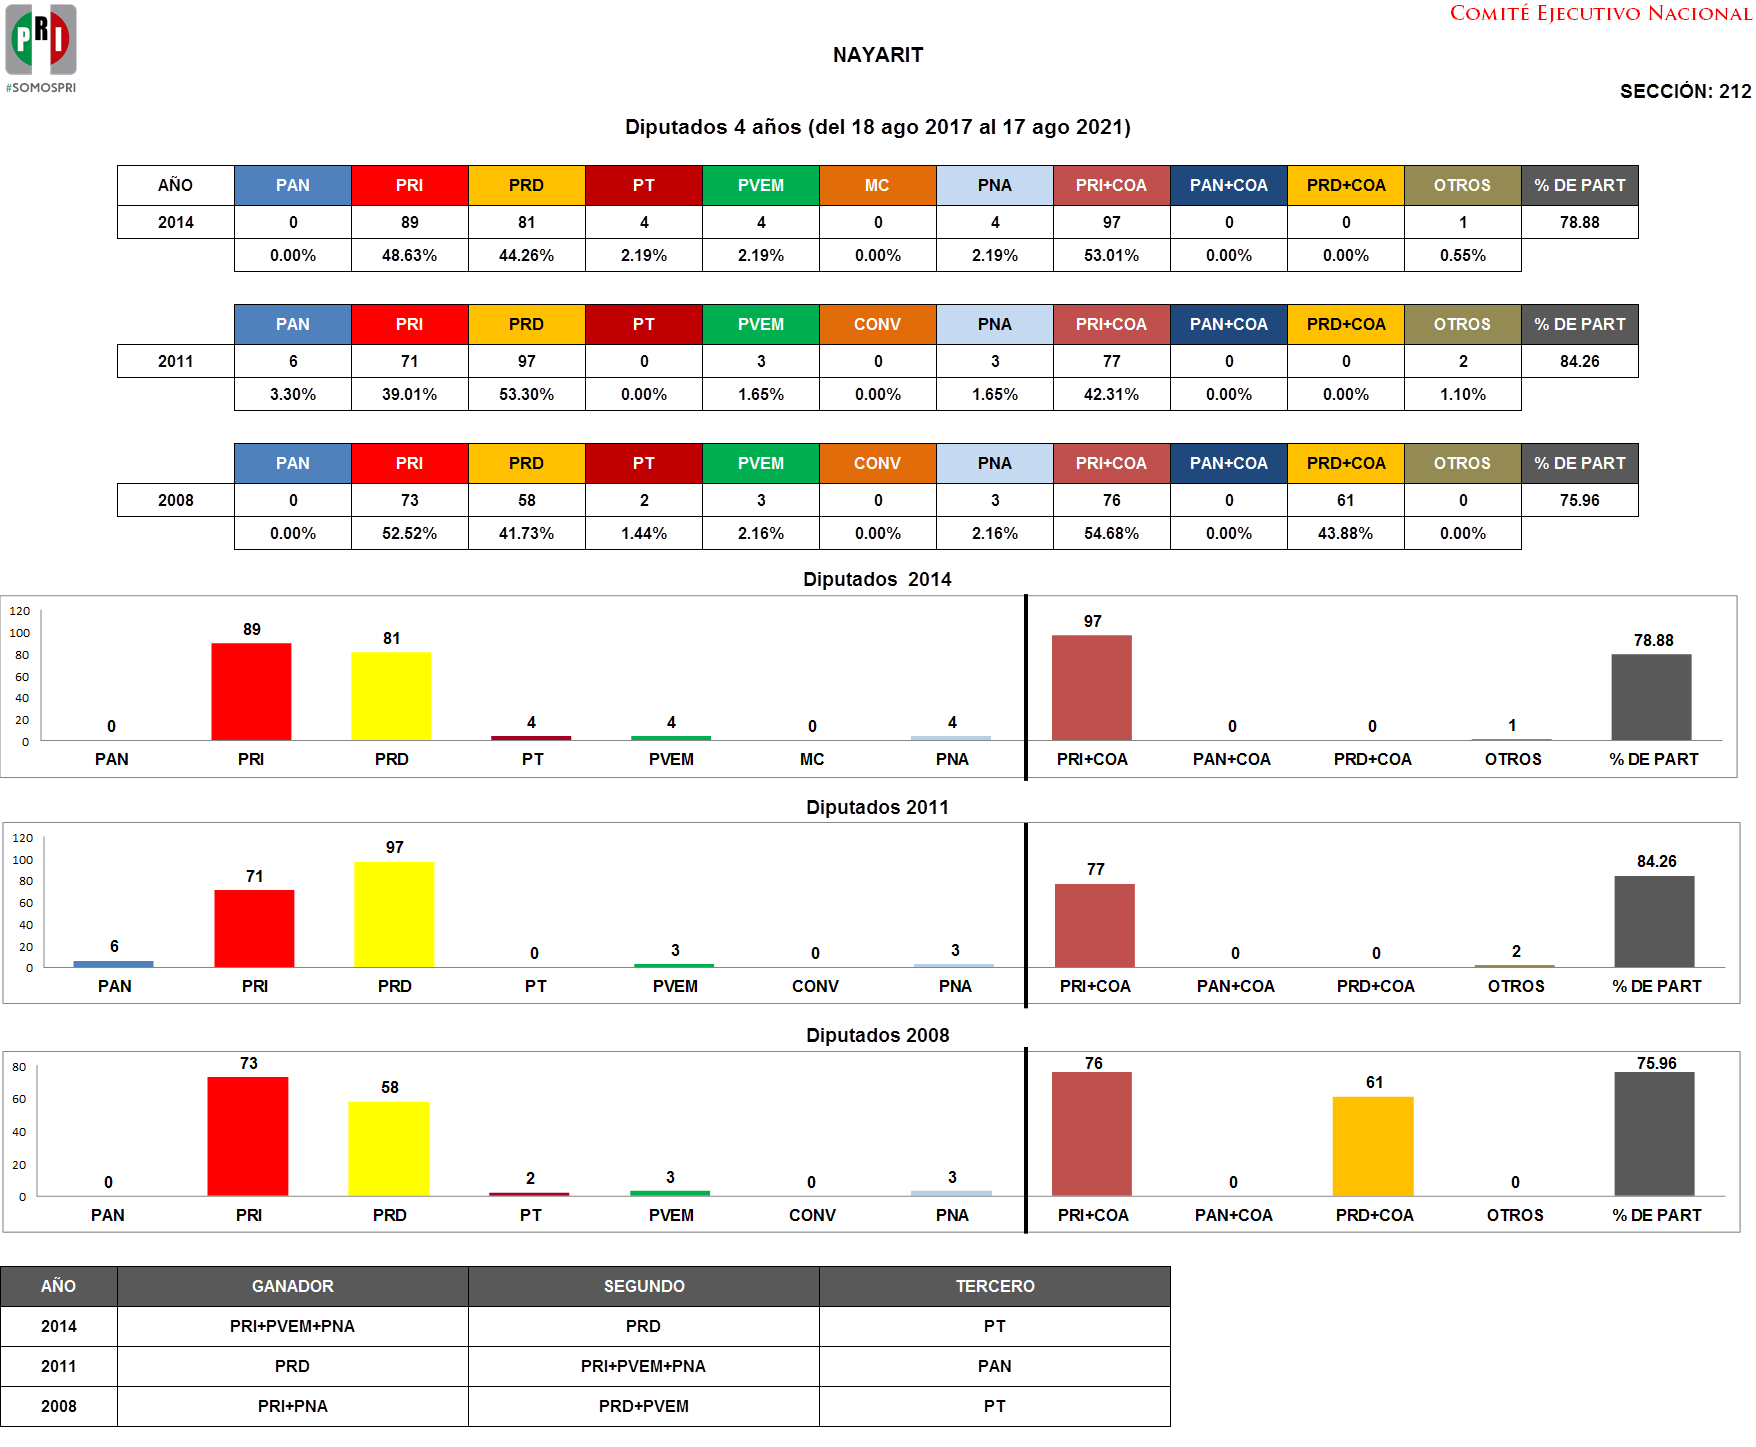 PRI
#SOMOSPRI
COMITÉ EJECUTIVO NACIONAL
NAYARIT
SECCIÓN: 212
Diputados 4 años (del 18 ago 2017 al 17 ago 2021)
AÑO PAN PRI PRD PT PVEM MC PNA PRI+COA PAN+COA PRD+COA OTROS % DE PART
2014 0 89 81 4 4 0 4 97 0 0 1 78.88
0.00% 48.63% 44.26% 2.19% 2.19% 0.00% 2.19% 53.01% 0.00% 0.00% 0.55%
PAN PRI PRD PT PVEM CONV PNA PRI+COA PAN+COA PRD+COA OTROS % DE PART
2011 6 71 97 0 3 0 3 77 0 0 2 84.26
3.30% 39.01% 53.30% 0.00% 1.65% 0.00% 1.65% 42.31% 0.00% 0.00% 1.10%
PAN PRI PRD PT PVEM CONV PNA PRI+COA PAN+COA PRD+COA OTROS % DE PART
2008 0 73 58 2 3 0 3 76 0 61 0 75.96
0.00% 52.52% 41.73% 1.44% 2.16% 0.00% 2.16% 54.68% 0.00% 43.88% 0.00%
Diputados 2014
120
100
80
60
40
20
0
0 89 81 4 4 0 4 97 0 0 1 78.88
PAN PRI PRD PT PVEM MC PNA PRI+COA PAN+COA PRD+COA OTROS % DE PART
Diputados 2011
120
100
80
60
40
20
0
6 71 97 0 3 0 3 77 0 0 2 84.26
PAN PRI PRD PT PVEM CONV PNA PRI+COA PAN+COA PRD+COA OTROS % DE PART
Diputados 2008
80
60
40
20
0
0 73 58 2 3 0 3 76 0 61 0 75.96
PAN PRI PRD PT PVEM CONV PNA PRI+COA PAN+COA PRD+COA OTROS % DE PART
AÑO GANADOR SEGUNDO TERCERO
2014 PRI+PVEM+PNA PRD PT
2011 PRD PRI+PVEM+PNA PAN
2008 PRI+PNA PRD+PVEM PT